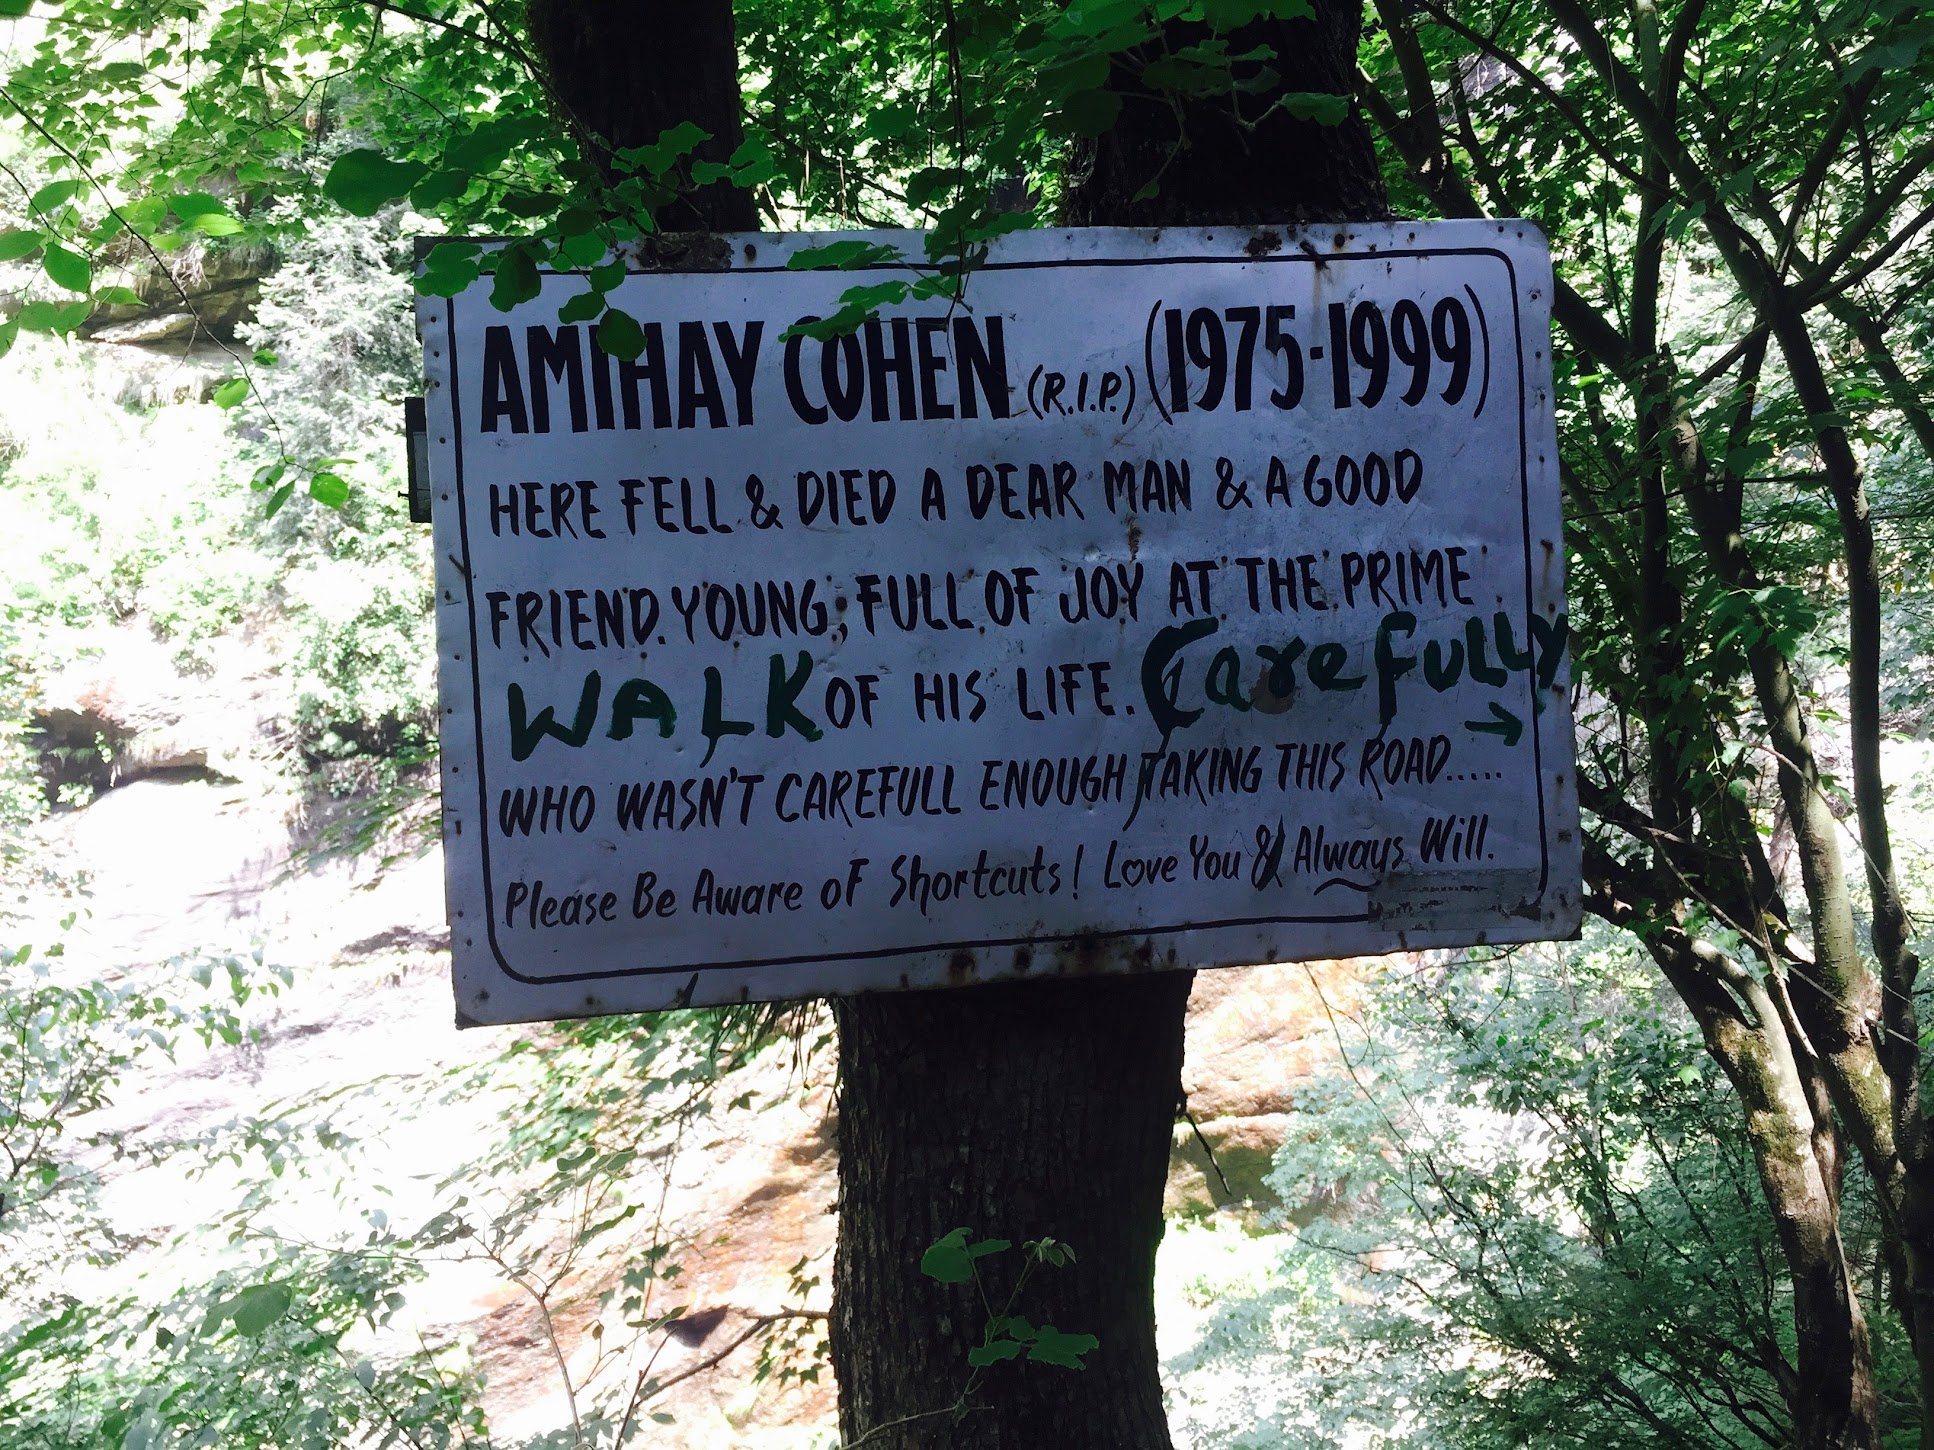 AMIHAY COHEN (R.I.P.) (1975-1999)
HERE FELL & DIED A DEAR MAN & A GOOD
FRIEND. YOUNG, FULL OF JOY AT THE PRIME
WALK OF HIS LIFE. CarefULLY
WHO WASN'T CAREFULL ENOUGH TAKING THIS ROAD.....
Please Be Aware of Shortcuts! Love You & Always Will.